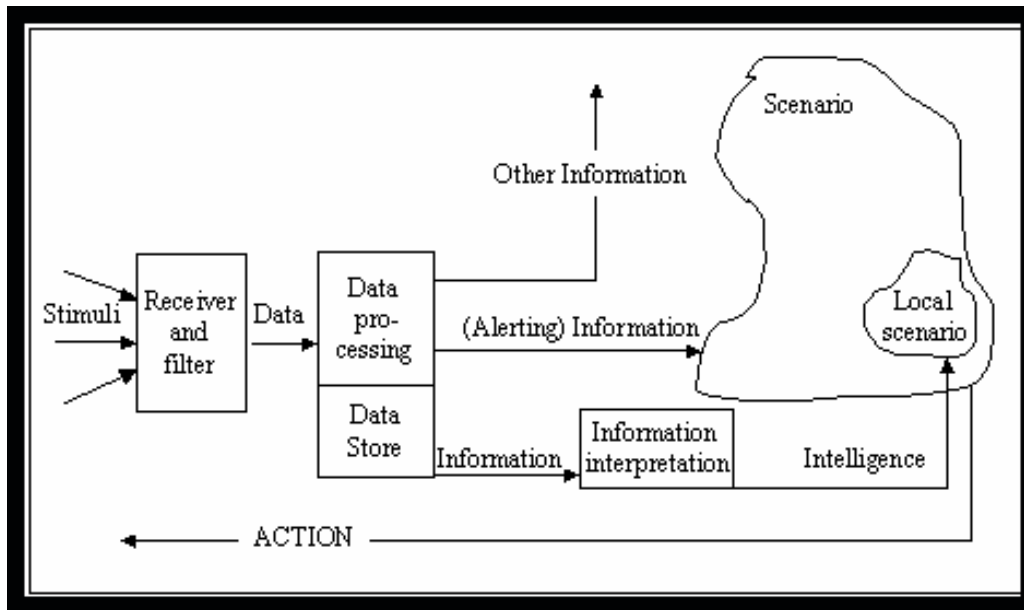 Scenario
Other Information
Stimuli
Receiver
and
filter
Data
Data
pro-
cessing
(Alerting) Information
Local
scenario
Data
Store
Information
Information
interpretation
Intelligence
ACTION